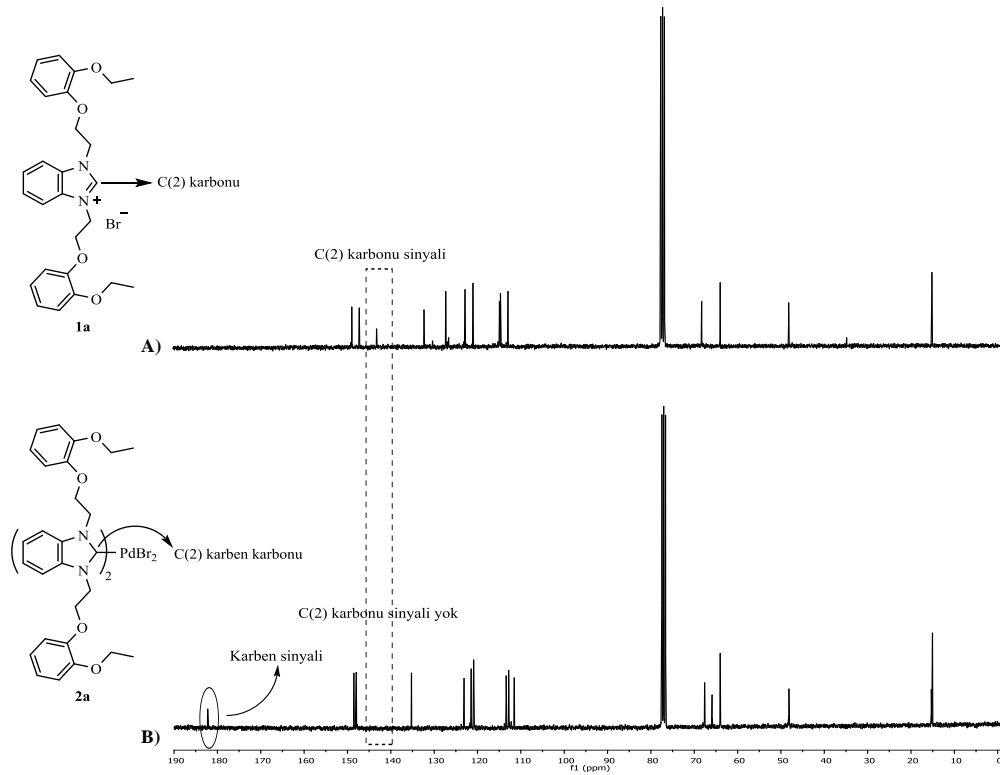 O
O
N
C(2) karbonu
N
+
Br
–
O
O
1a
C(2) karbonu sinyali
A)
O
O
N
PdBr2
2
C(2) karben karbonu
N
O
O
2a
C(2) karbonu sinyali yok
Karben sinyali
B)
190 180 170 160 150 140 130 120 110 100 90 80 70 60 50 40 30 20 10 0
f1 (ppm)